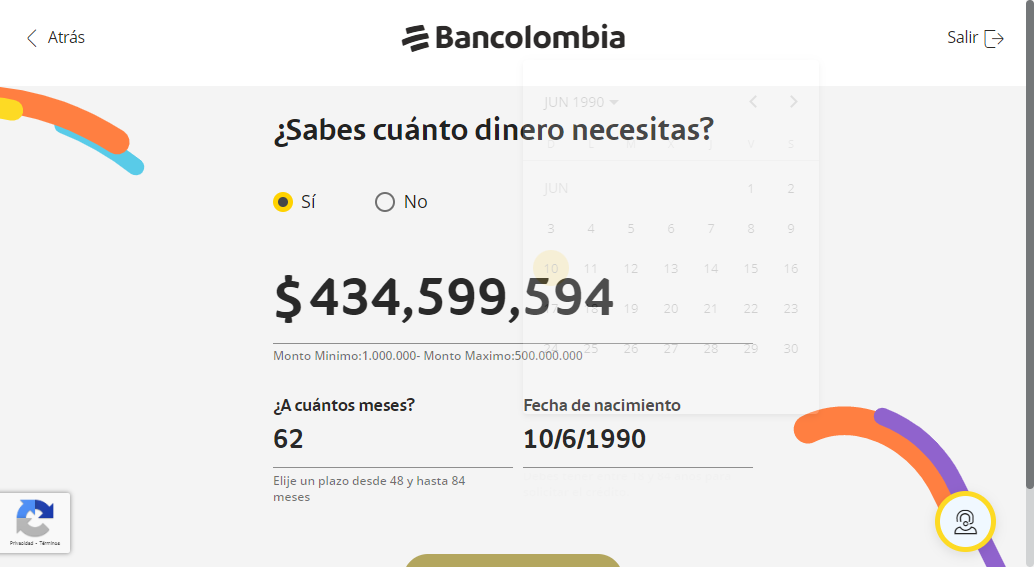 Atrás
Bancolombia
Salir
JUN 1990
¿Sabes cuánto dinero necesitas?
D L M X J V S
Sí
No
JUN 1 2
3 4 5 6 7 8 9
10 11 12 13 14 15 16
$ 434,599,594
17 18 19 20 21 22 23
24 25 26 27 28 29 30
Monto Minimo:1.000.000- Monto Maximo:500.000.000
¿A cuántos meses?
Fecha de nacimiento
62
10/6/1990
Elije un plazo desde 48 y hasta 84
meses
Privacidad - Términos